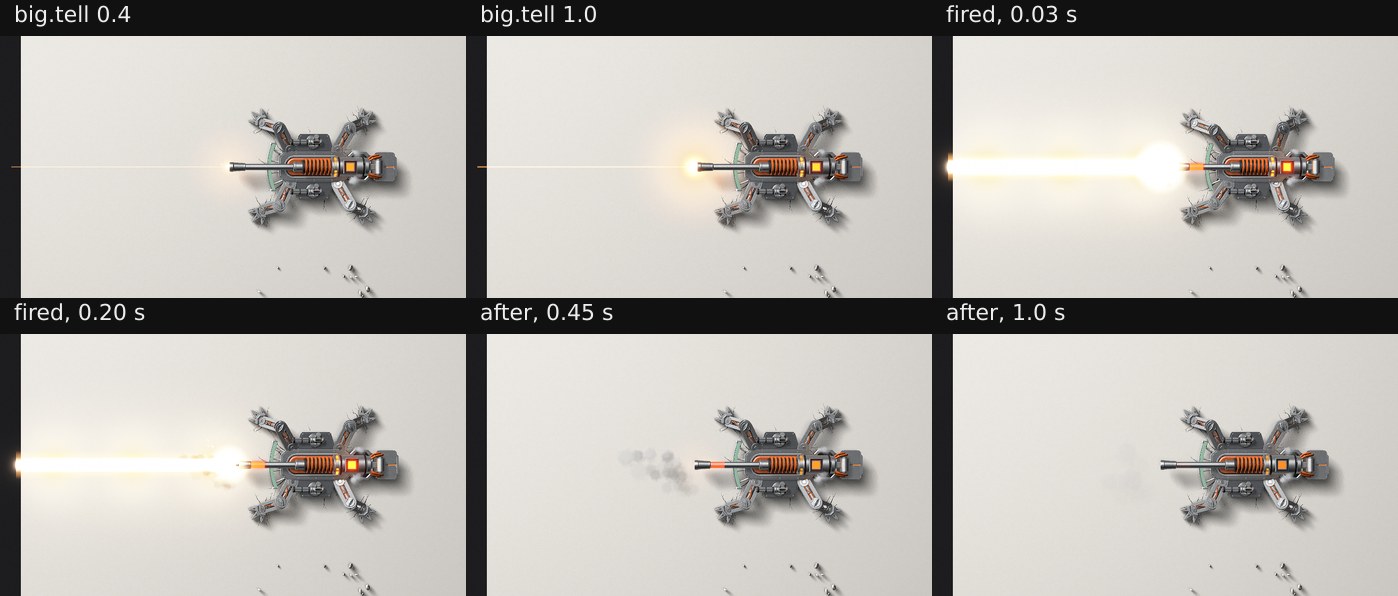 big.tell 0.4
big.tell 1.0
fired, 0.03 s
fired, 0.20 s
after, 0.45 s
after, 1.0 s